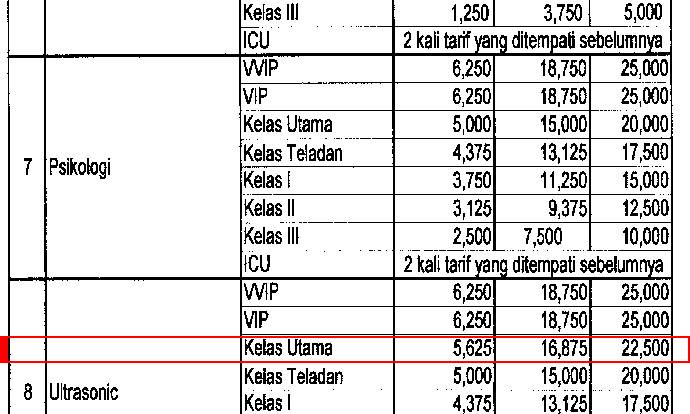 Kelas III 1,250 3,750 5,000
ICU 2 kali tarif yang ditempati sebelumnya
VVIP 6,250 18,750 25,000
VIP 6,250 18,750 25,000
Kelas Utama 5,000 15,000 20,000
Kelas Teladan 4,375 13,125 17,500
7 Psikologi
Kelas I 3,750 11,250 15,000
Kelas II 3,125 9,375 12,500
Kelas III 2,500 7,500 10,000
ICU 2 kali tarif yang ditempati sebelumnya
VVIP 6,250 18,750 25,000
VIP 6,250 18,750 25,000
Kelas Utama 5,625 16,875 22,500
Kelas Teladan 5,000 15,000 20,000
8 Ultrasonic
Kelas I 4,375 13,125 17,500